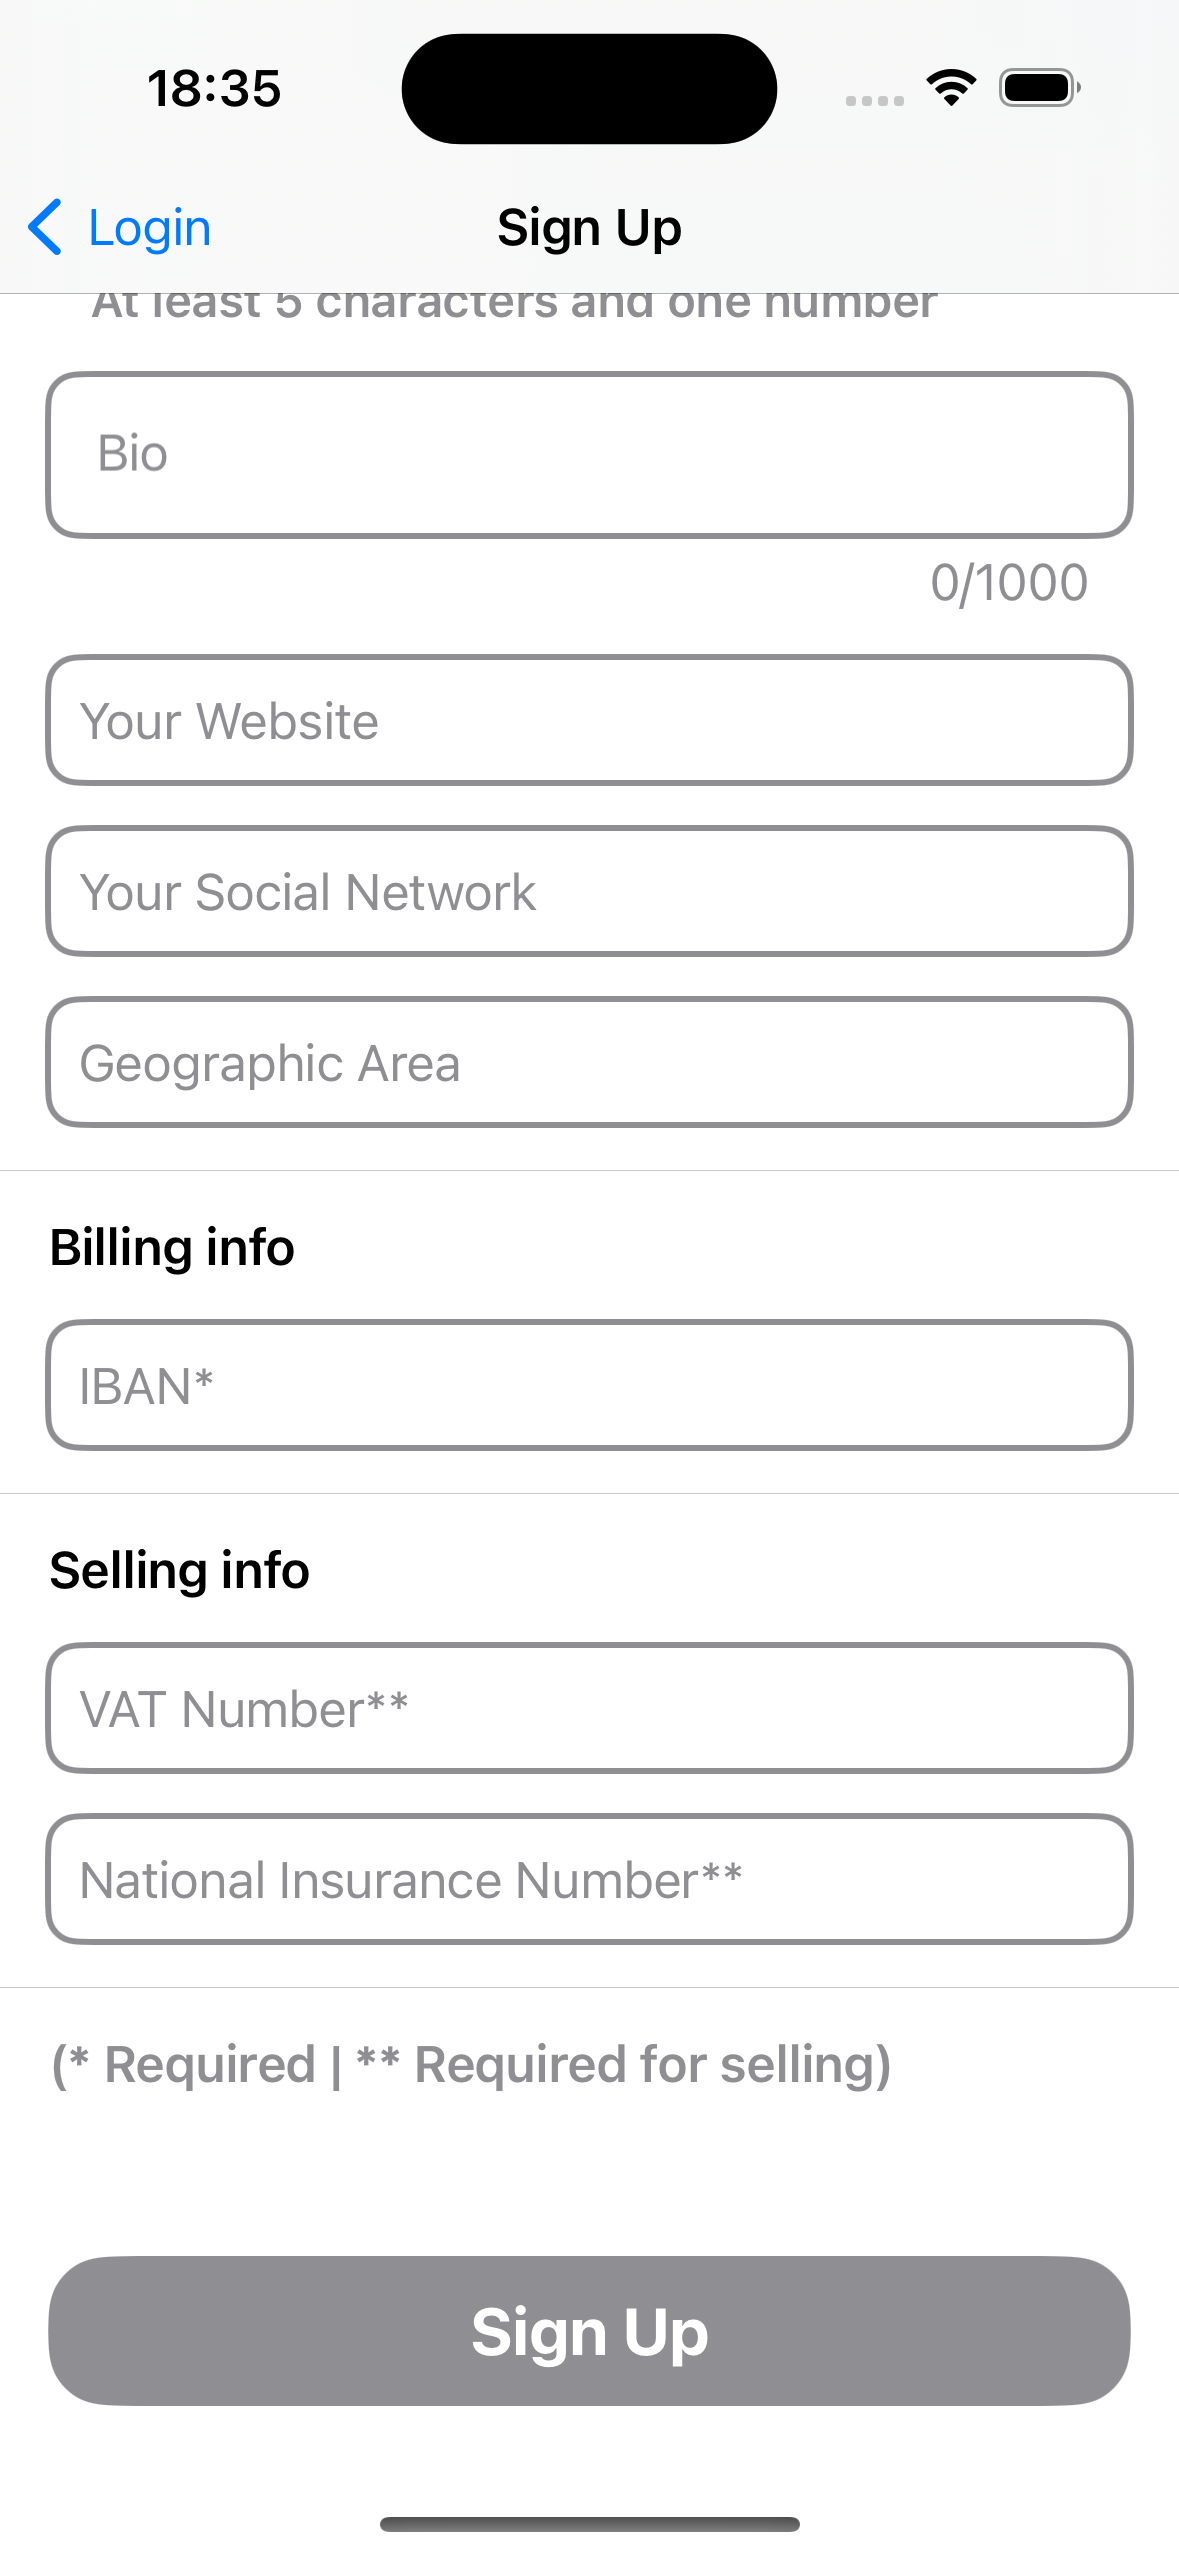 18:35
Login
Sign Up
At least 5 characters and one number
Bio
0/1000
Your Website
Your Social Network
Geographic Area
Billing info
IBAN*
Selling info
VAT Number**
National Insurance Number**
(* Required | ** Required for selling)
Sign Up